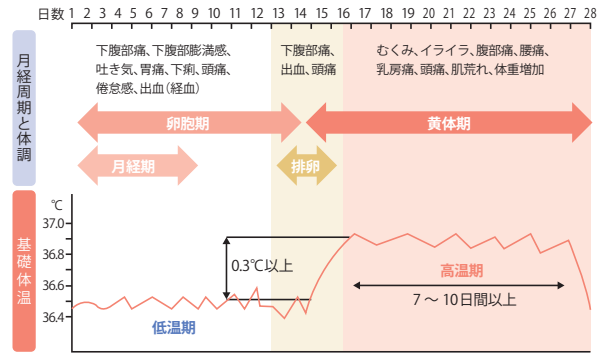 日数 1 2 3 4 5 6 7 8 9 10 11 12 13 14 15 16 17 18 19 20 21 22 23 24 25 26 27 28
月経周期と体調
下腹部痛、下腹部膨満感、
吐き気、胃痛、下痢、頭痛、
倦怠感、出血（経血）
下腹部痛、
出血、頭痛
むくみ、イライラ、腹部痛、腰痛、
乳房痛、頭痛、肌荒れ、体重増加
卵胞期
黄体期
月経期
排卵
基礎体温
℃
37.0
36.8
36.6
36.4
0.3℃以上
低温期
高温期
7 〜 10日間以上